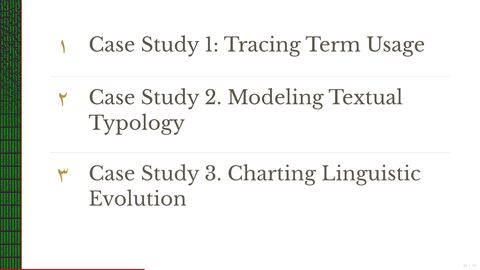 ١ Case Study 1: Tracing Term Usage
٢ Case Study 2. Modeling Textual
Typology
٣ Case Study 3. Charting Linguistic
Evolution